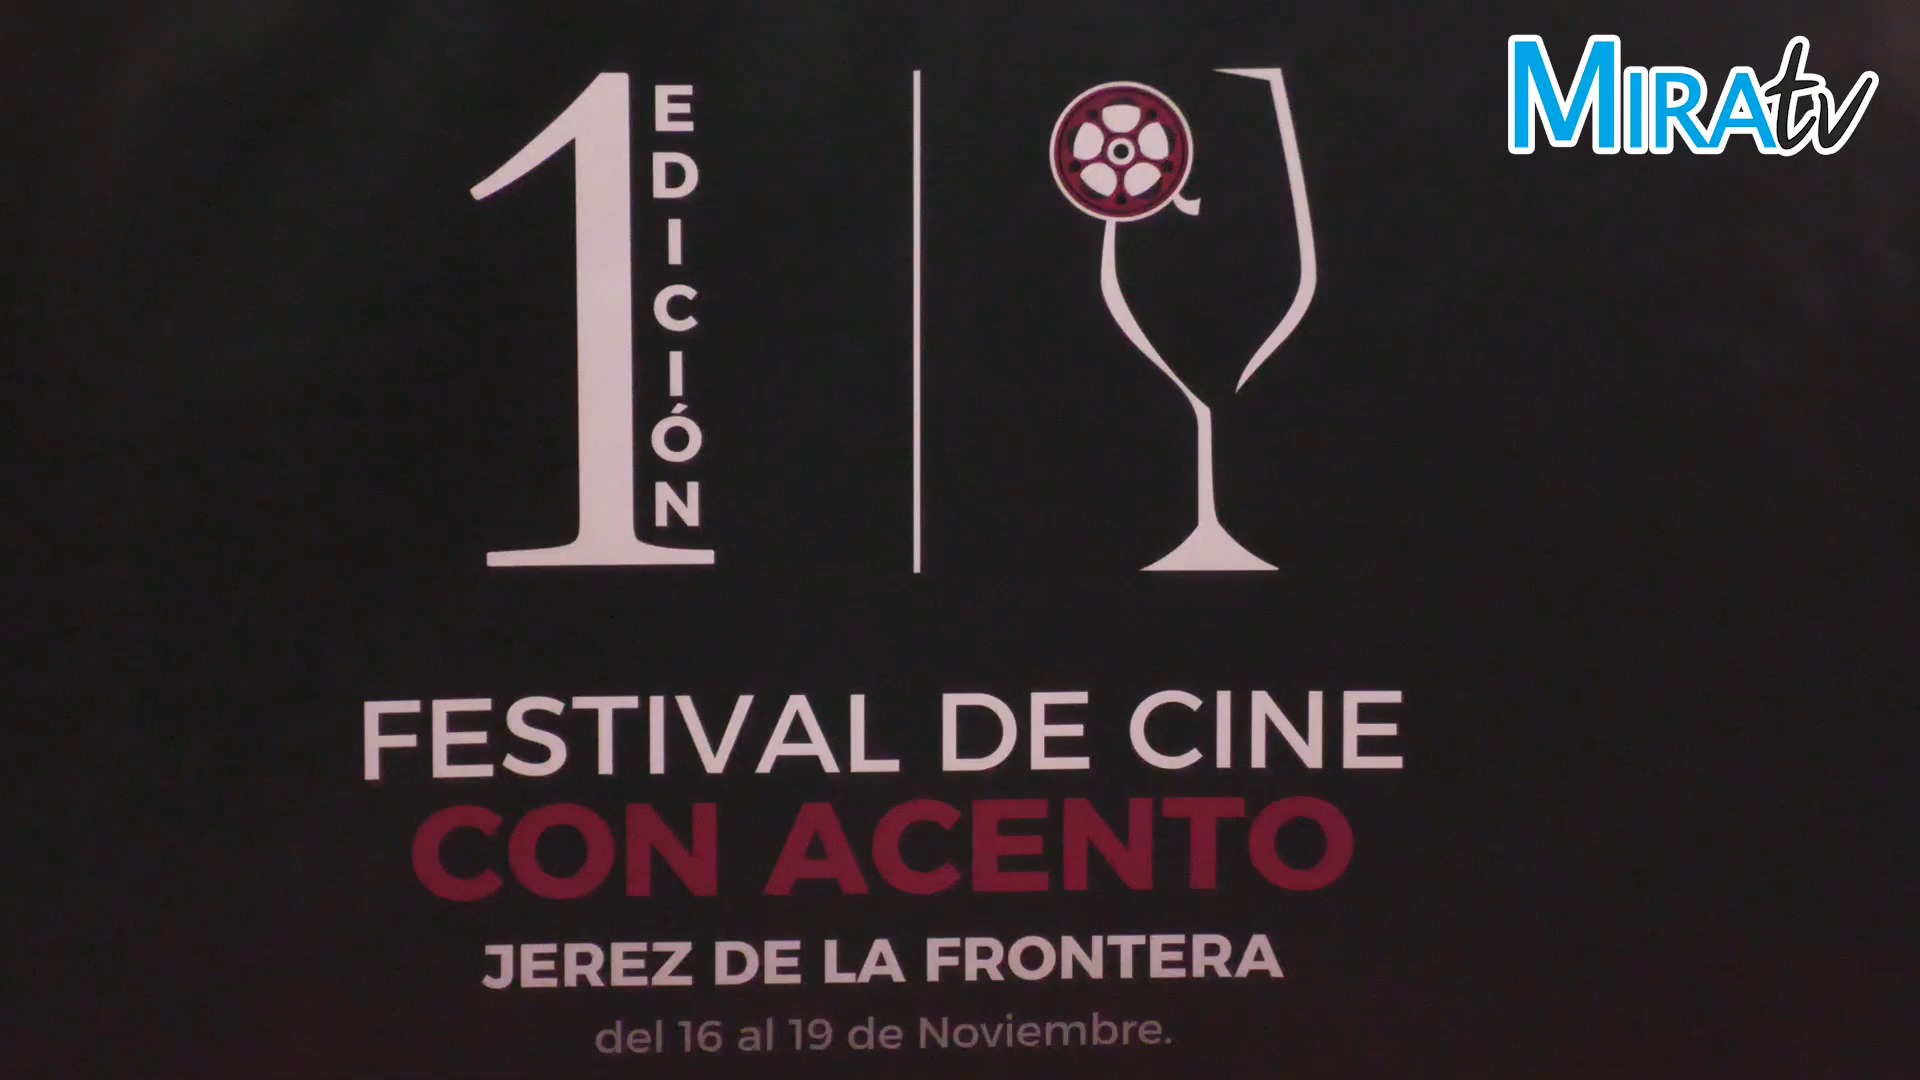 1 EDICIÓN
MIRAtv
FESTIVAL DE CINE
CON ACENTO
JEREZ DE LA FRONTERA
del 16 al 19 de Noviembre.